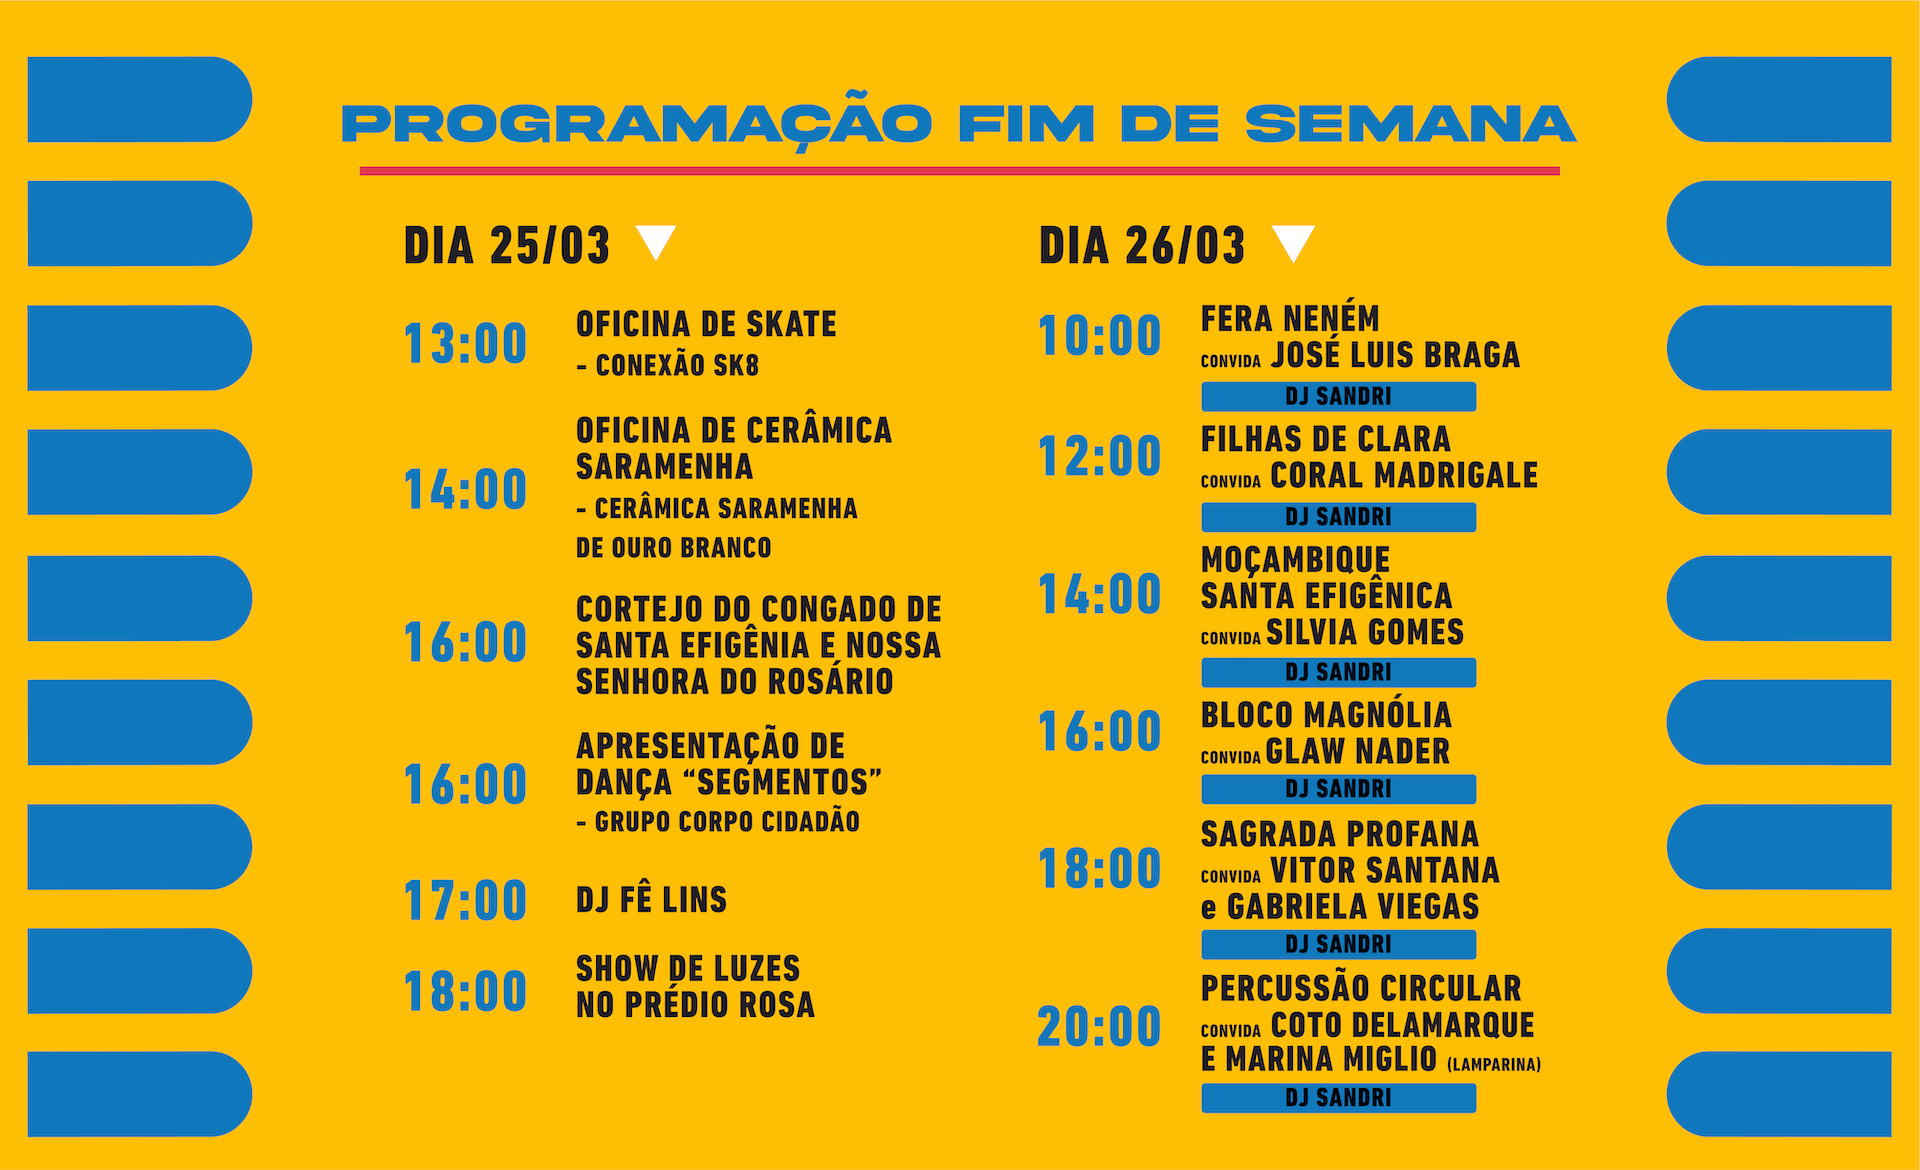 PROGRAMAÇÃO FIM DE SEMANA
DIA 25/03
13:00
OFICINA DE SKATE
- CONEXÃO SK8
14:00
OFICINA DE CERÂMICA
SARAMENHA
- CERÂMICA SARAMENHA
DE OURO BRANCO
16:00
CORTEJO DO CONGADO DE
SANTA EFIGÊNIA E NOSSA
SENHORA DO ROSÁRIO
16:00
APRESENTAÇÃO DE
DANÇA “SEGMENTOS”
- GRUPO CORPO CIDADÃO
17:00
DJ FÊ LINS
18:00
SHOW DE LUZES
NO PRÉDIO ROSA
DIA 26/03
10:00
FERA NENÉM
CONVIDA JOSÉ LUIS BRAGA
DJ SANDRI
12:00
FILHAS DE CLARA
CONVIDA CORAL MADRIGALE
DJ SANDRI
14:00
MOÇAMBIQUE
SANTA EFIGÊNICA
CONVIDA SILVIA GOMES
DJ SANDRI
16:00
BLOCO MAGNÓLIA
CONVIDA GLAW NADER
DJ SANDRI
18:00
SAGRADA PROFANA
CONVIDA VITOR SANTANA
e GABRIELA VIEGAS
DJ SANDRI
20:00
PERCUSSÃO CIRCULAR
CONVIDA COTO DELAMARQUE
E MARINA MIGLIO (LAMPARINA)
DJ SANDRI